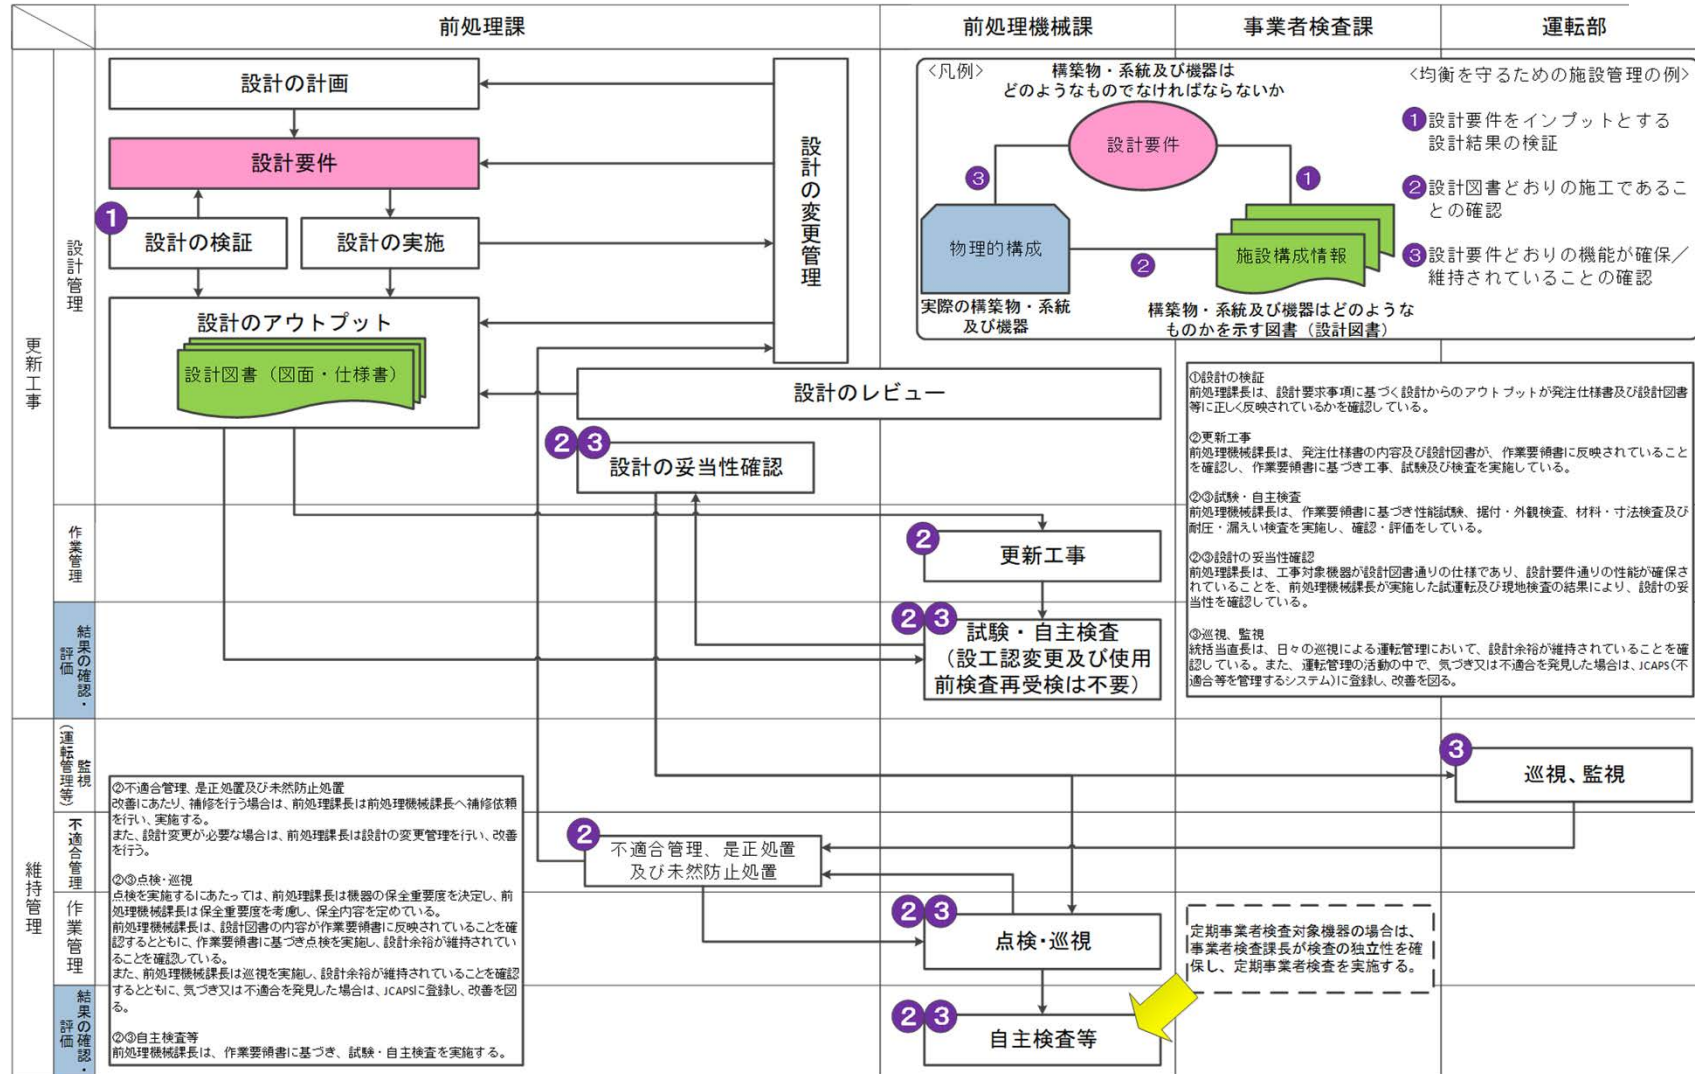 前処理課
前処理機械課
事業者検査課
運転部
更新工事
設計管理
作業管理
結果の確認・
評価
維持管理
監視
(運転管理等)
不適合管理
作業管理
結果の確認・
評価
設計の計画
設計要件
①
設計の検証
設計の実施
設計の変更管理
設計のアウトプット
設計図書（図面・仕様書）
設計のレビュー
②③
設計の妥当性確認
②
更新工事
②③
試験・自主検査
（設工認変更及び使用
前検査再受検は不要）
③
巡視、監視
②
不適合管理、是正処置
及び未然防止処置
②③
点検・巡視
②③
自主検査等
<凡例>
構築物・系統及び機器は
どのようなものでなければならないか
設計要件
③
①
物理的構成
②
施設構成情報
実際の構築物・系統
及び機器
構築物・系統及び機器はどのような
ものかを示す図書（設計図書）
<均衡を守るための施設管理の例>
①設計要件をインプットとする
設計結果の検証
②設計図書どおりの施工であるこ
との確認
③設計要件どおりの機能が確保／
維持されていることの確認
①設計の検証
前処理課長は、設計要求事項に基づく設計からのアウトプットが発注仕様書及び設計図書
等に正しく反映されているかを確認している。
②更新工事
前処理機械課長は、発注仕様書の内容及び設計図書が、作業要領書に反映されていること
を確認し、作業要領書に基づき工事、試験及び検査を実施している。
②③試験・自主検査
前処理機械課長は、作業要領書に基づき性能試験、据付・外観検査、材料・寸法検査及び
耐圧・漏えい検査を実施し、確認・評価をしている。
②③設計の妥当性確認
前処理課長は、工事対象機器が設計図書通りの仕様であり、設計要件通りの性能が確保さ
れていることを、前処理機械課長が実施した試運転及び現地検査の結果により、設計の妥
当性を確認している。
③巡視、監視
統括当直長は、日々の巡視による運転管理において、設計余裕が維持されていることを確
認している。また、運転管理の活動の中で、気づき又は不適合を発見した場合は、JCAPS(不
適合等を管理するシステム)に登録し、改善を図る。
②不適合管理、是正処置及び未然防止処置
改善にあたり、補修を行う場合は、前処理課長は前処理機械課長へ補修依頼
を行い、実施する。
また、設計変更が必要な場合は、前処理課長は設計の変更管理を行い、改善
を行う。
②③点検・巡視
点検を実施するにあたっては、前処理課長は機器の保全重要度を決定し、前
処理機械課長は保全重要度を考慮し、保全内容を定めている。
前処理機械課長は、設計図書の内容が作業要領書に反映されていることを確
認するとともに、作業要領書に基づき点検を実施し、設計余裕が維持されてい
ることを確認している。
また、前処理機械課長は巡視を実施し、設計余裕が維持されていることを確認
するとともに、気づき又は不適合を発見した場合は、JCAPSに登録し、改善を図
る。
②③自主検査等
前処理機械課長は、作業要領書に基づき、試験・自主検査を実施する。
定期事業者検査対象機器の場合は、
事業者検査課長が検査の独立性を確
保し、定期事業者検査を実施する。